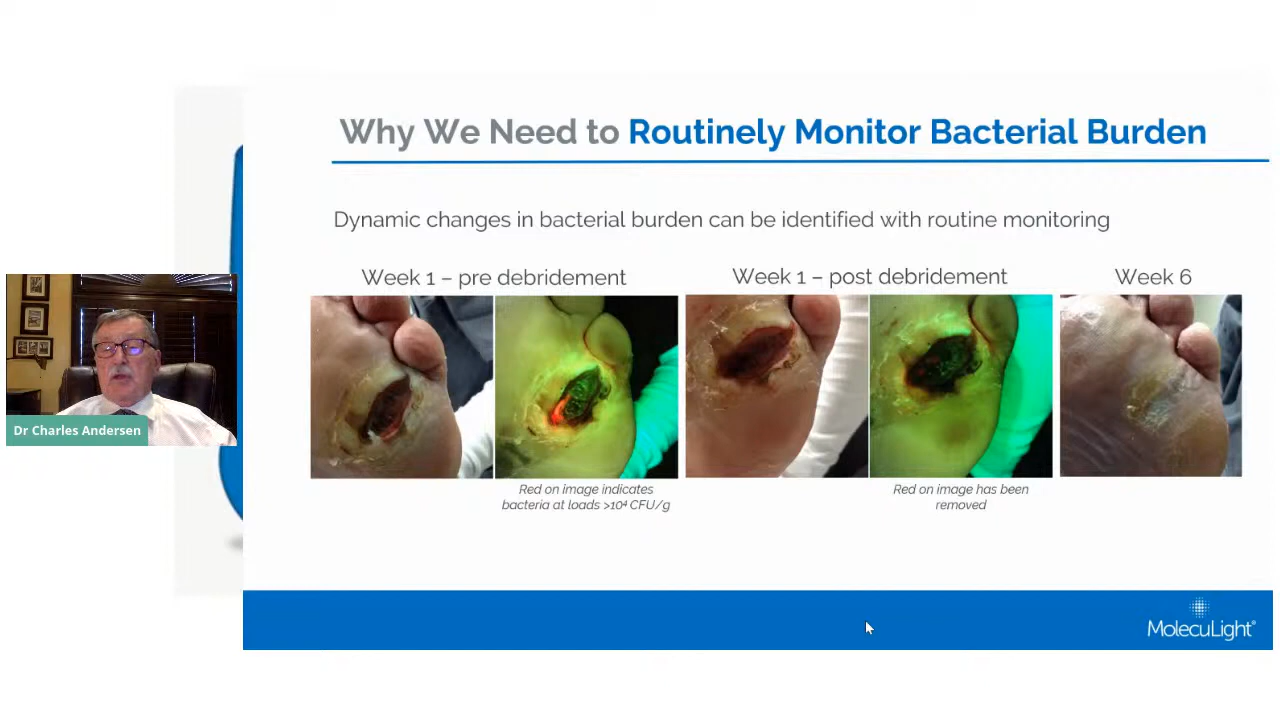 Why We Need to Routinely Monitor Bacterial Burden
Dynamic changes in bacterial burden can be identified with routine monitoring
Week 1 – pre debridement
Week 1 – post debridement
Week 6
Red on image indicates
bacteria at loads >10⁴ CFU/g
Red on image has been
removed
Dr Charles Andersen
MolecuLight®